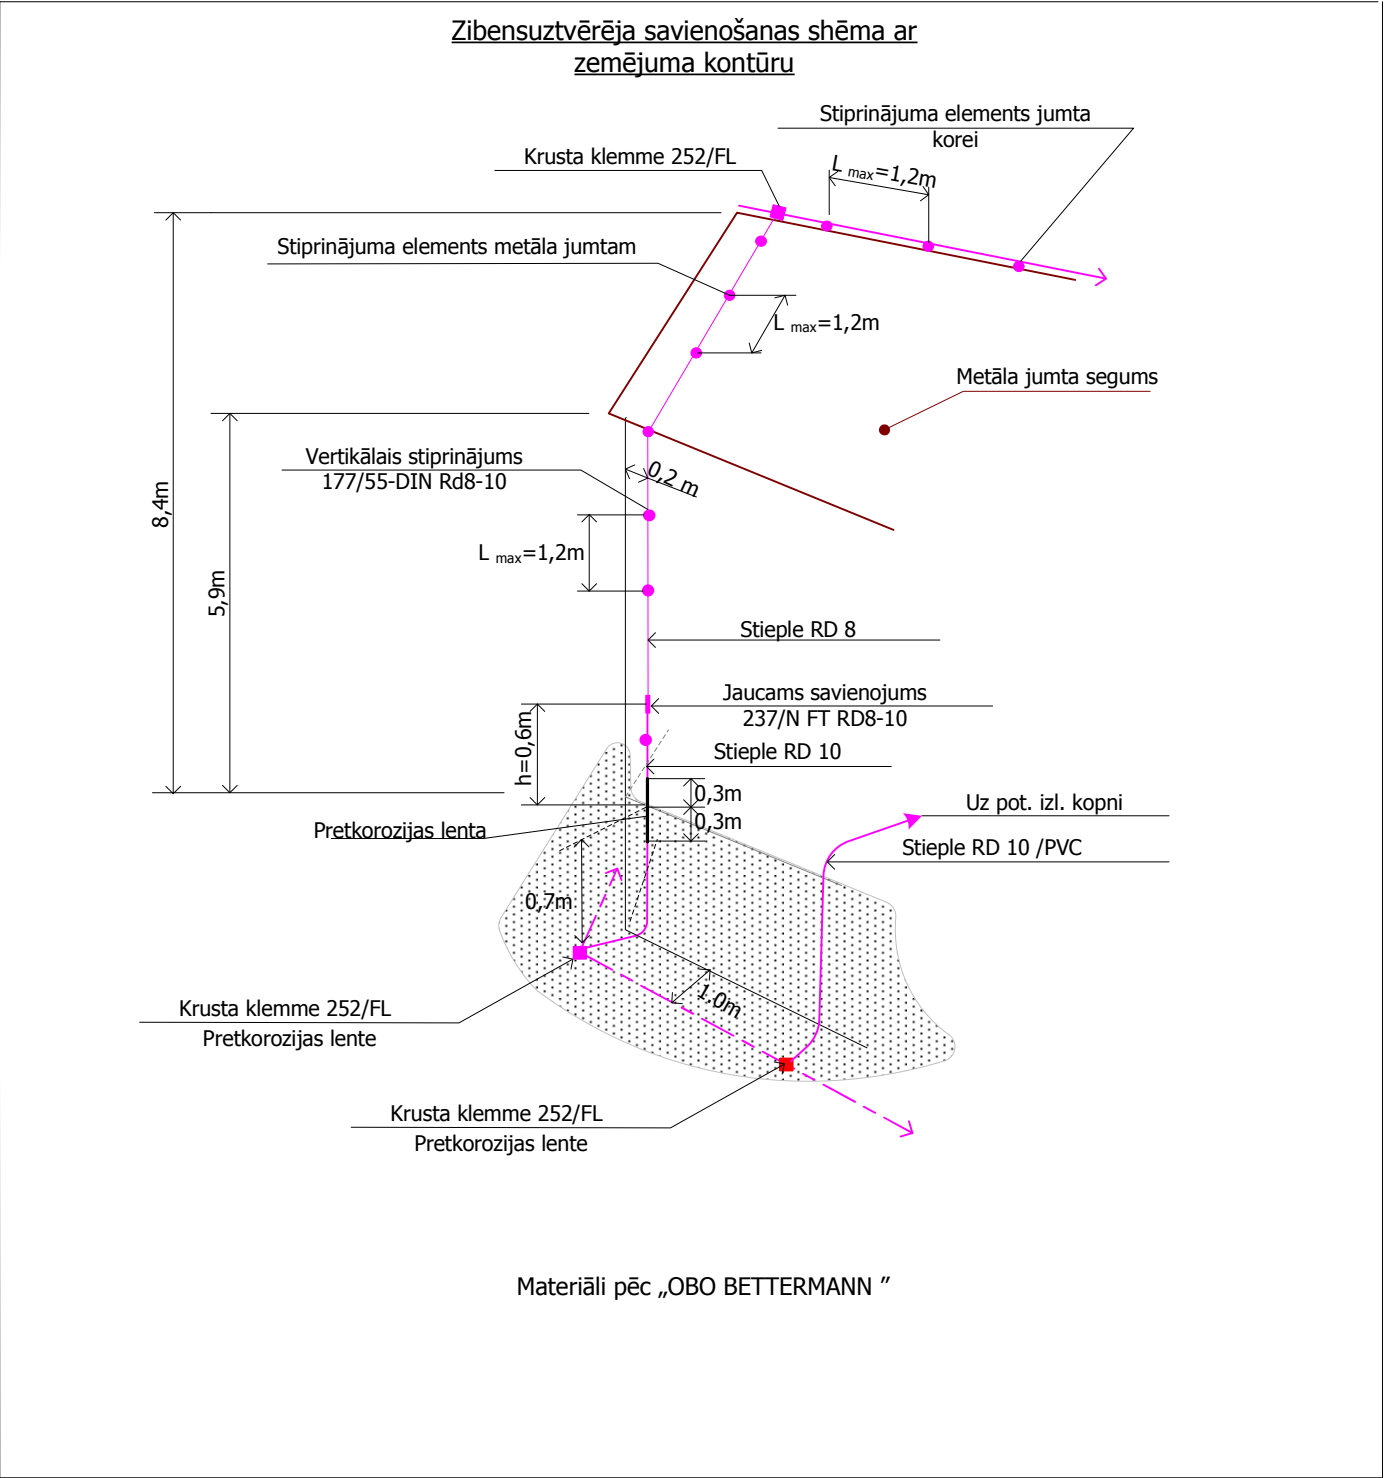 Zibensuztvērēja savienošanas shēma ar
zemējuma kontūru
Stiprinājuma elements jumta
korei
Krusta klemme 252/FL
L max=1,2m
Stiprinājuma elements metāla jumtam
L max=1,2m
Metāla jumta segums
Vertikālais stiprinājums
177/55-DIN Rd8-10
0,2 m
8,4m
L max=1,2m
5,9m
Stieple RD 8
Jaucams savienojums
237/N FT RD8-10
h=0,6m
Stieple RD 10
0,3m
Uz pot. izl. kopni
0,3m
Pretkorozijas lenta
Stieple RD 10 /PVC
0,7m
1.0m
Krusta klemme 252/FL
Pretkorozijas lente
Krusta klemme 252/FL
Pretkorozijas lente
Materiāli pēc „OBO BETTERMANN ”